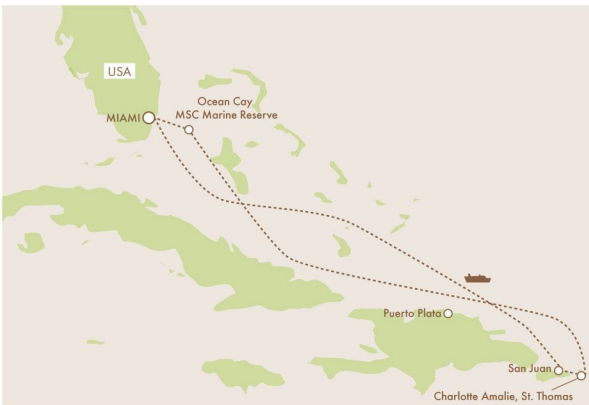 USA
MIAMI
Ocean Cay
MSC Marine Reserve
Puerto Plata
San Juan
Charlotte Amalie, St. Thomas